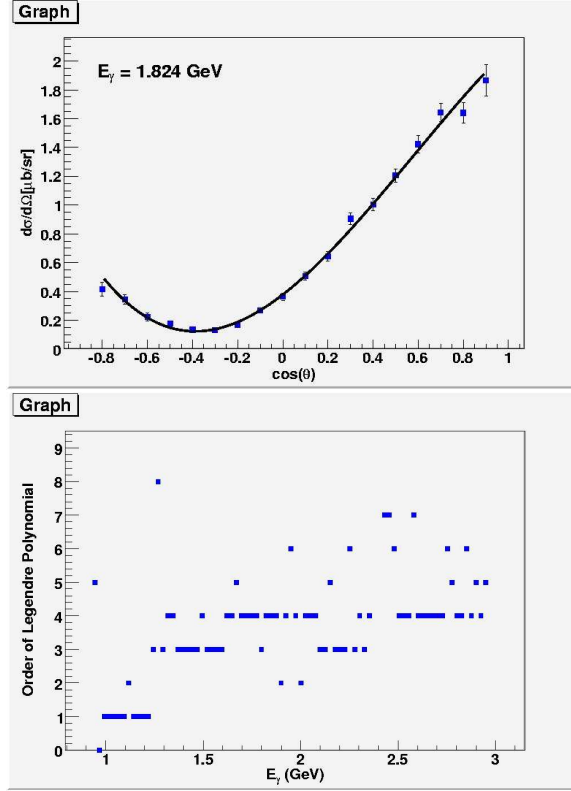 Graph
E_γ = 1.824 GeV
dσ/dΩ[μb/sr]
2
1.8
1.6
1.4
1.2
1
0.8
0.6
0.4
0.2
0
-0.8 -0.6 -0.4 -0.2 0 0.2 0.4 0.6 0.8 1
cos(θ)
Graph
Order of Legendre Polynomial
9
8
7
6
5
4
3
2
1
0
1 1.5 2 2.5 3
E_γ (GeV)